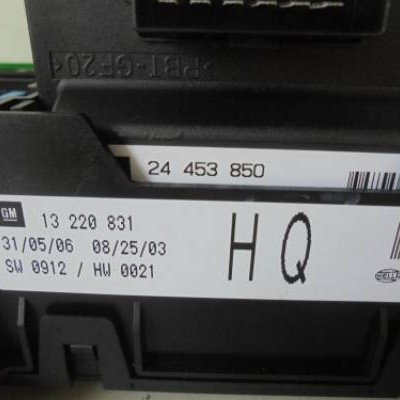 >PBT-GF20<
24 453 850
GM
13 220 831
31/05/06 08/25/03
SW 0912 / HW 0021
HQ